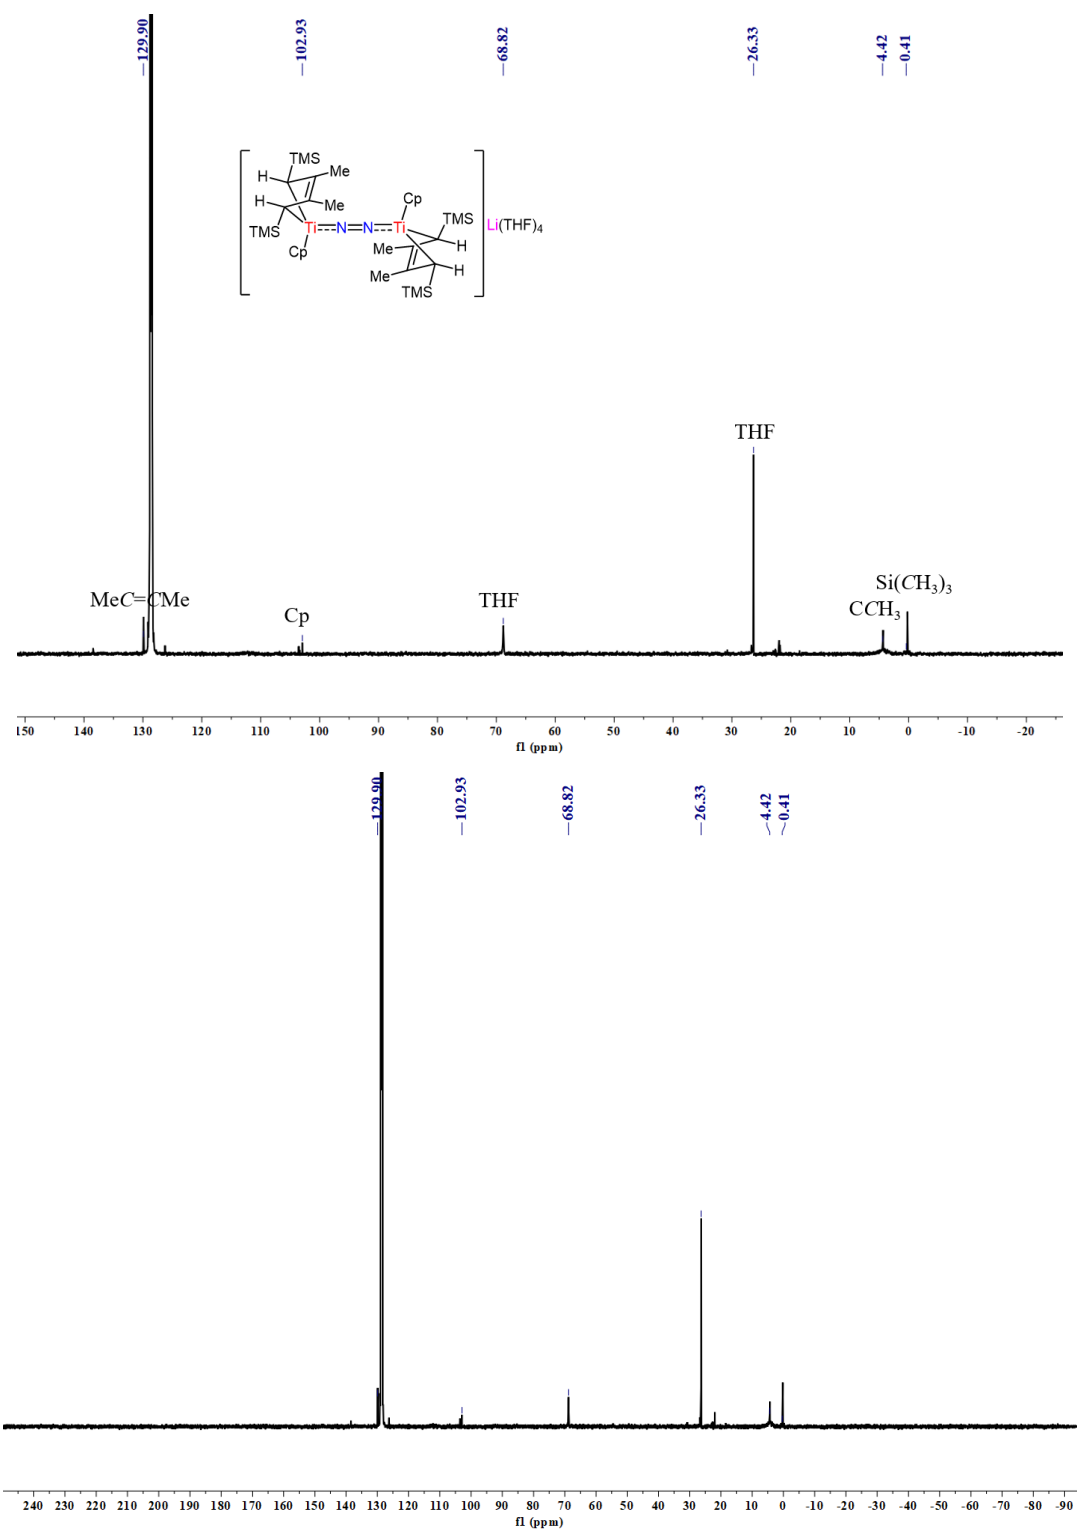 129.90 102.93 68.82 26.33 4.42 0.41
TMS
H Me
H Me
TMS Ti N N Ti
Cp
Cp
TMS
H
Me
Me H
TMS
Li(THF)₄
THF
MeC=CMe Cp THF CCH₃ Si(CH₃)₃
150 140 130 120 110 100 90 80 70 60 50 40 30 20 10 0 -10 -20
f1 (ppm)
129.90 102.93 68.82 26.33 4.42 0.41
240 230 220 210 200 190 180 170 160 150 140 130 120 110 100 90 80 70 60 50 40 30 20 10 0 -10 -20 -30 -40 -50 -60 -70 -80 -90
f1 (ppm)